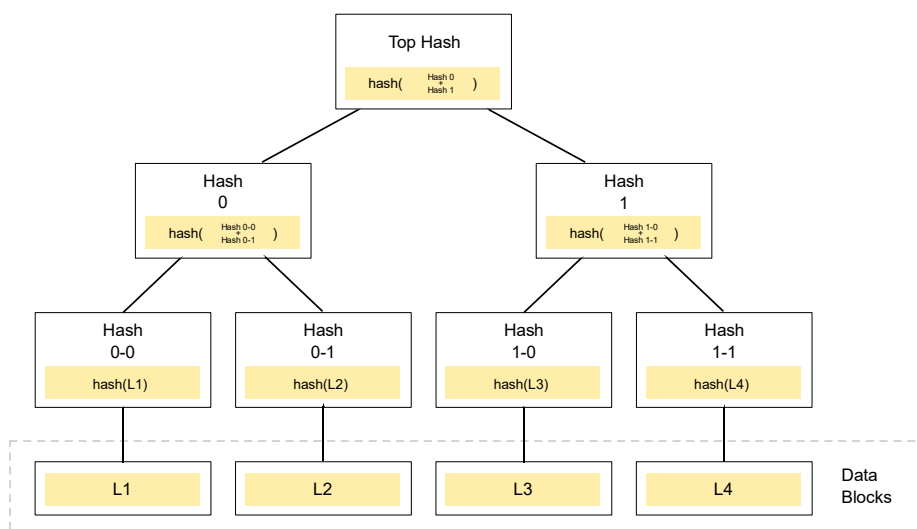 Top Hash
hash( Hash 0 + Hash 1 )
Hash
0
hash( Hash 0-0 + Hash 0-1 )
Hash
1
hash( Hash 1-0 + Hash 1-1 )
Hash
0-0
hash(L1)
Hash
0-1
hash(L2)
Hash
1-0
hash(L3)
Hash
1-1
hash(L4)
L1
L2
L3
L4
Data
Blocks